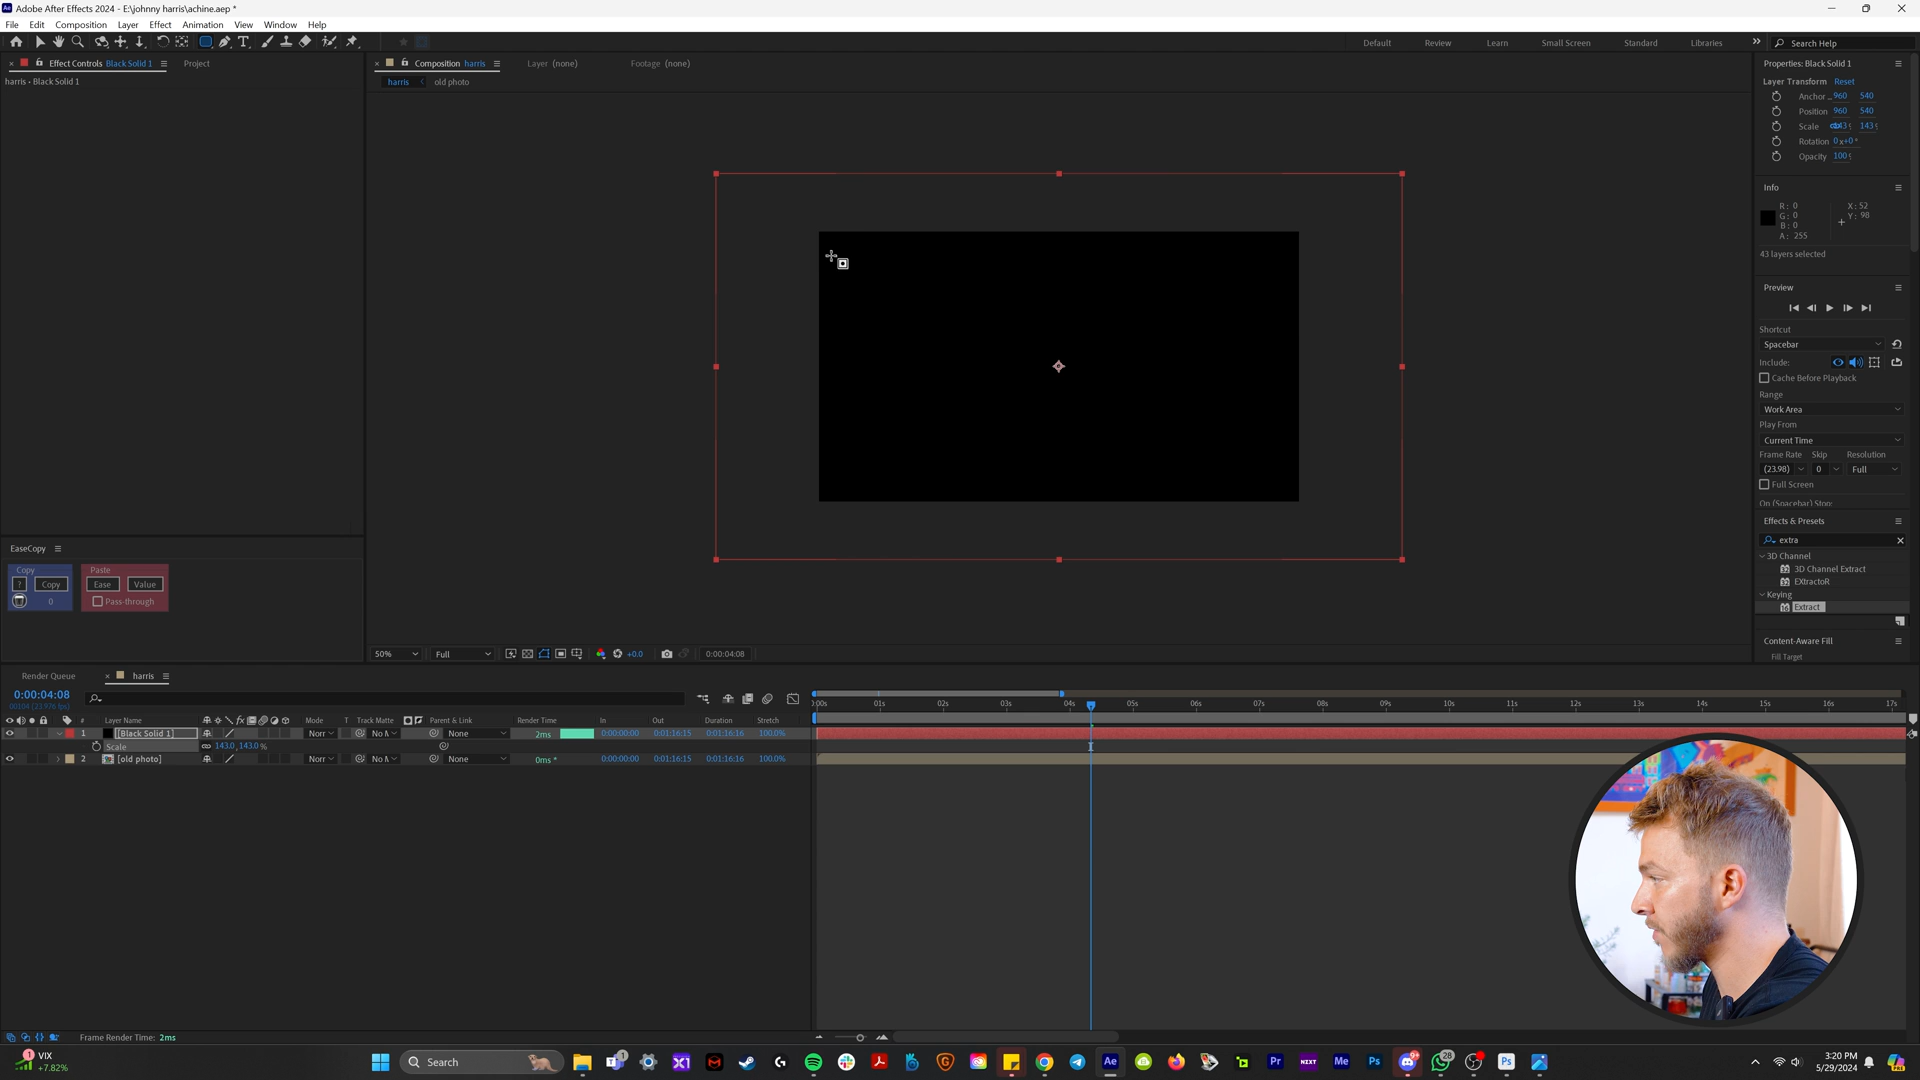 Adobe After Effects 2024 - E:\johnny harris\achine.aep *
File Edit Composition Layer Effect Animation View Window Help
Default Review Learn Small Screen Standard Libraries Search Help
Effect Controls Black Solid 1 Project
harris • Black Solid 1
Composition harris Layer (none) Footage (none)
harris old photo
Properties: Black Solid 1
Layer Transform Reset
Anchor ... 960 540
Position 960 540
Scale 143
Rotation 0x+0°
Opacity 100
Info
R: 0 X: 52
G: 0 Y: 98
B: 0
A: 255
43 layers selected
Preview
Shortcut
Spacebar
Include:
Cache Before Playback
Range
Work Area
Play From
Current Time
Frame Rate Skip Resolution
(23.98) 0 Full
Full Screen
On (Spacebar) Stop:
Effects & Presets
extra
3D Channel
3D Channel Extract
EXtractoR
Keying
Extract
Content-Aware Fill
Fill Target
EaseCopy
Copy Paste
? Copy Ease Value
0 Pass-through
50% Full +0.0 0:00:04:08
Render Queue harris
0:00:04:08
00104 (23.976 fps)
# Layer Name Mode T Track Matte Parent & Link Render Time In Out Duration Stretch
1 [Black Solid 1] Norr No M None 2ms 0:00:00:00 0:01:16:15 0:01:16:16 100.0%
Scale 143.0, 143.0 %
2 [old photo] Norr No M None 0ms * 0:00:00:00 0:01:16:15 0:01:16:16 100.0%
):00s 01s 02s 03s 04s 05s 06s 07s 08s 09s 10s 11s 12s 13s 14s 15s 16s 17s
Frame Render Time: 2ms
1 VIX
+7.82%
Search
1
X1
Ae
Pr
NEXT
Me
Ps
28
Ps
3:20 PM
5/29/2024